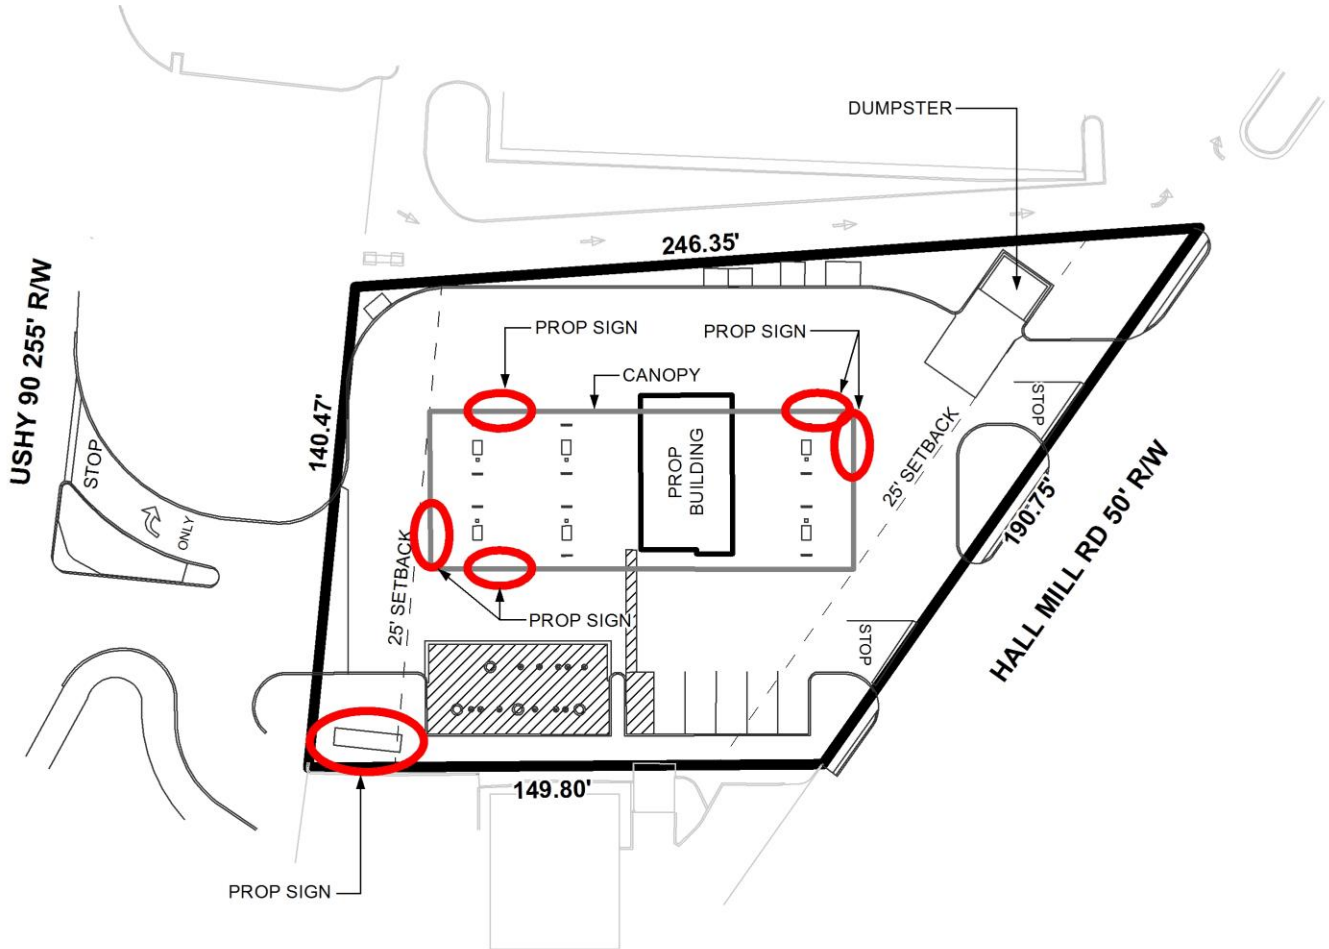 DUMPSTER
246.35'
USHY 90 255' R/W
PROP SIGN
PROP SIGN
CANOPY
140.47'
STOP
ONLY
PROP
BUILDING
STOP
25' SETBACK
190.75'
HALL MILL RD 50' R/W
25' SETBACK
PROP SIGN
STOP
149.80'
PROP SIGN